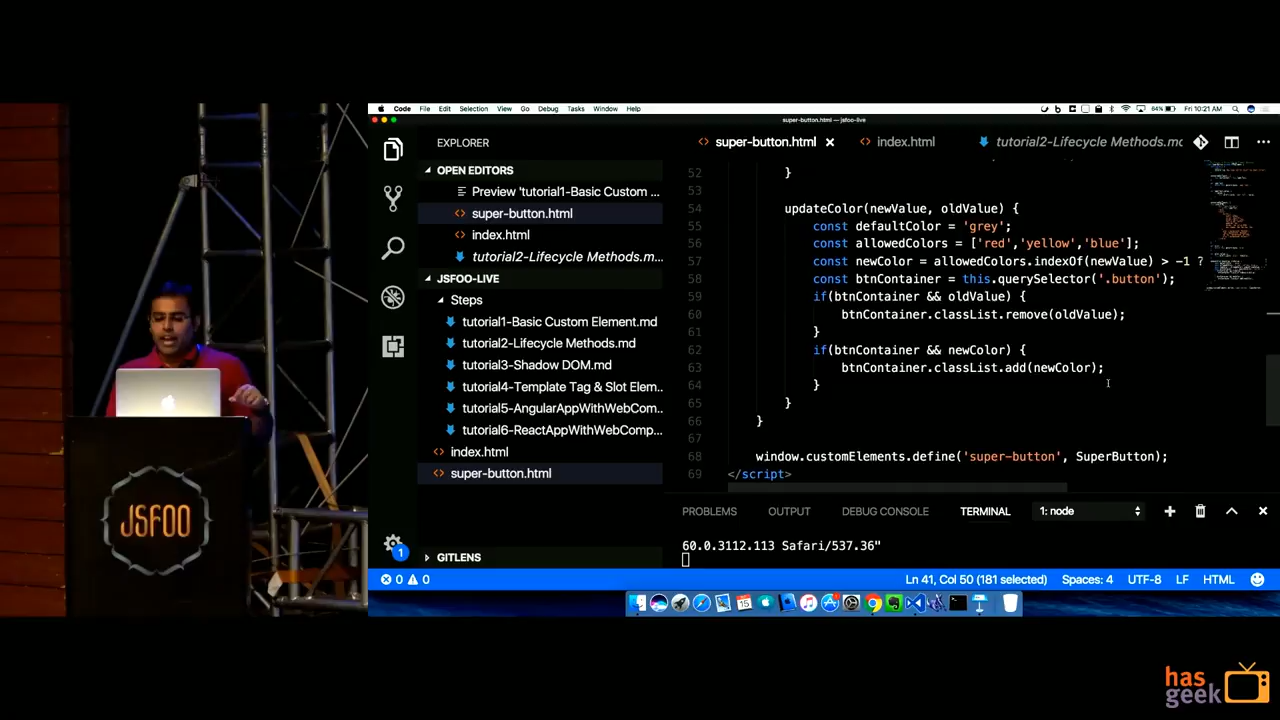 Code File Edit Selection View Go Debug Tasks Window Help
64% Fri 10:21 AM
super-button.html — jsfoo-live
EXPLORER
OPEN EDITORS
Preview 'tutorial1-Basic Custom ...
super-button.html
index.html
tutorial2-Lifecycle Methods.m...
JSFOO-LIVE
Steps
tutorial1-Basic Custom Element.md
tutorial2-Lifecycle Methods.md
tutorial3-Shadow DOM.md
tutorial4-Template Tag & Slot Elem...
tutorial5-AngularAppWithWebCom...
tutorial6-ReactAppWithWebComp...
index.html
super-button.html
GITLENS
1
super-button.html
index.html
tutorial2-Lifecycle Methods.md
52 }
53
54 updateColor(newValue, oldValue) {
55 const defaultColor = 'grey';
56 const allowedColors = ['red','yellow','blue'];
57 const newColor = allowedColors.indexOf(newValue) > -1 ?
58 const btnContainer = this.querySelector('.button');
59 if(btnContainer && oldValue) {
60 btnContainer.classList.remove(oldValue);
61 }
62 if(btnContainer && newColor) {
63 btnContainer.classList.add(newColor);
64 }
65 }
66 }
67
68 window.customElements.define('super-button', SuperButton);
69 </script>
PROBLEMS OUTPUT DEBUG CONSOLE TERMINAL 1: node
60.0.3112.113 Safari/537.36"
0 0 Ln 41, Col 50 (181 selected) Spaces: 4 UTF-8 LF HTML
15
JSFOO
has
geek